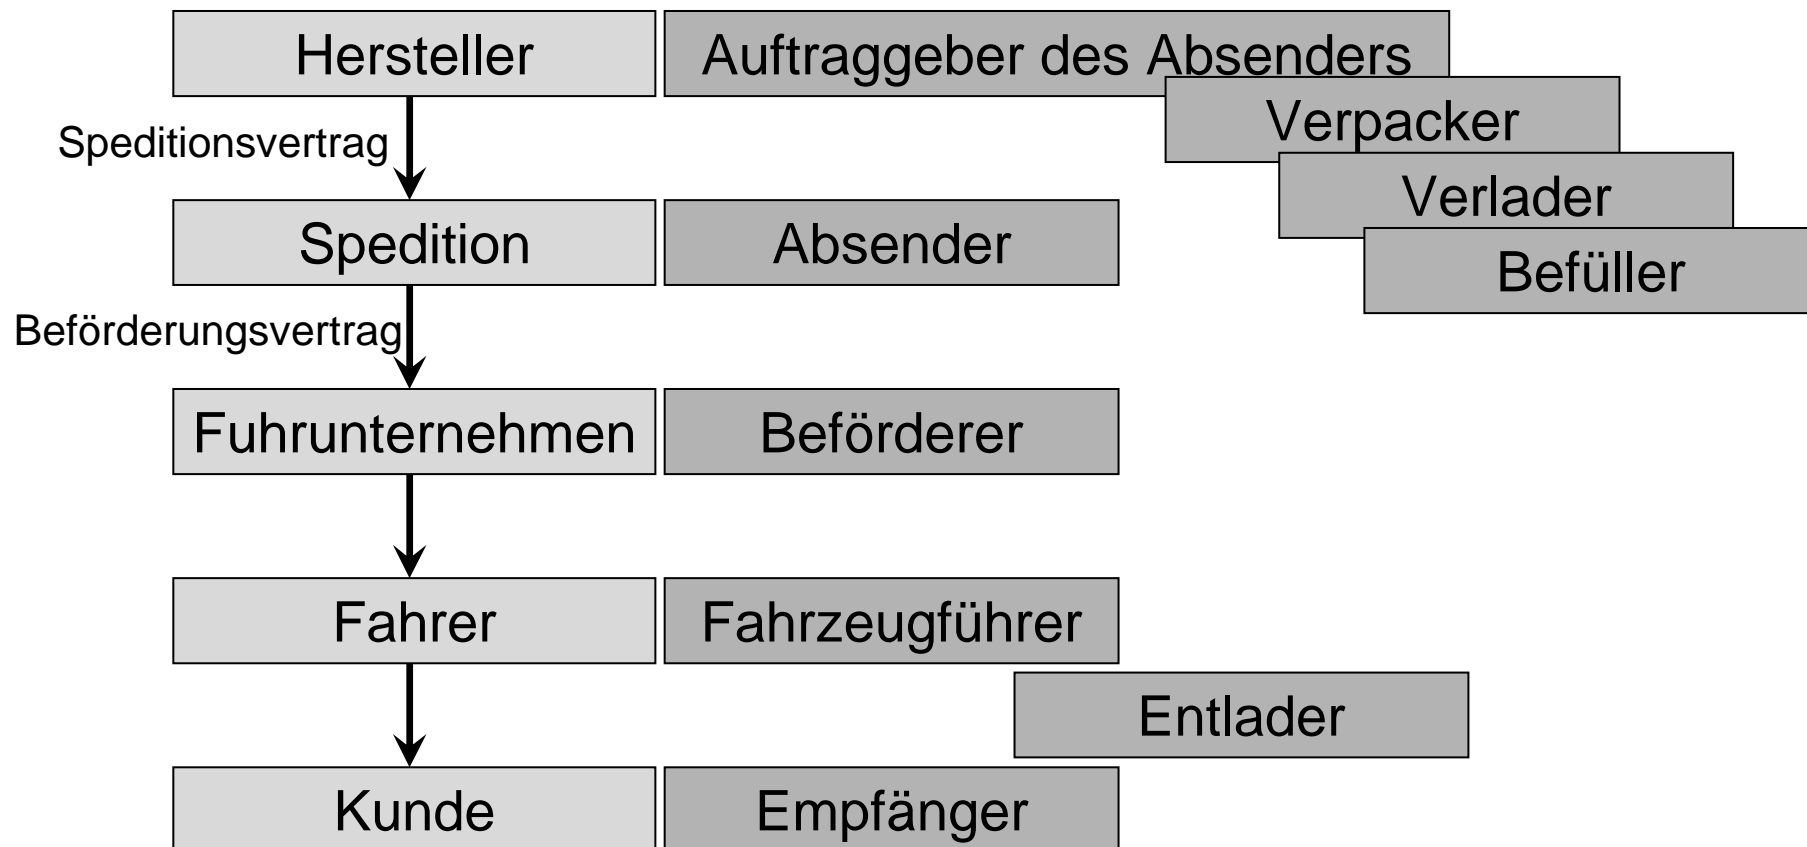 Hersteller
Auftraggeber des Absenders
Verpacker
Speditionsvertrag
Verlader
Spedition
Absender
Befüller
Beförderungsvertrag
Fuhrunternehmen
Beförderer
Fahrer
Fahrzeugführer
Entlader
Kunde
Empfänger